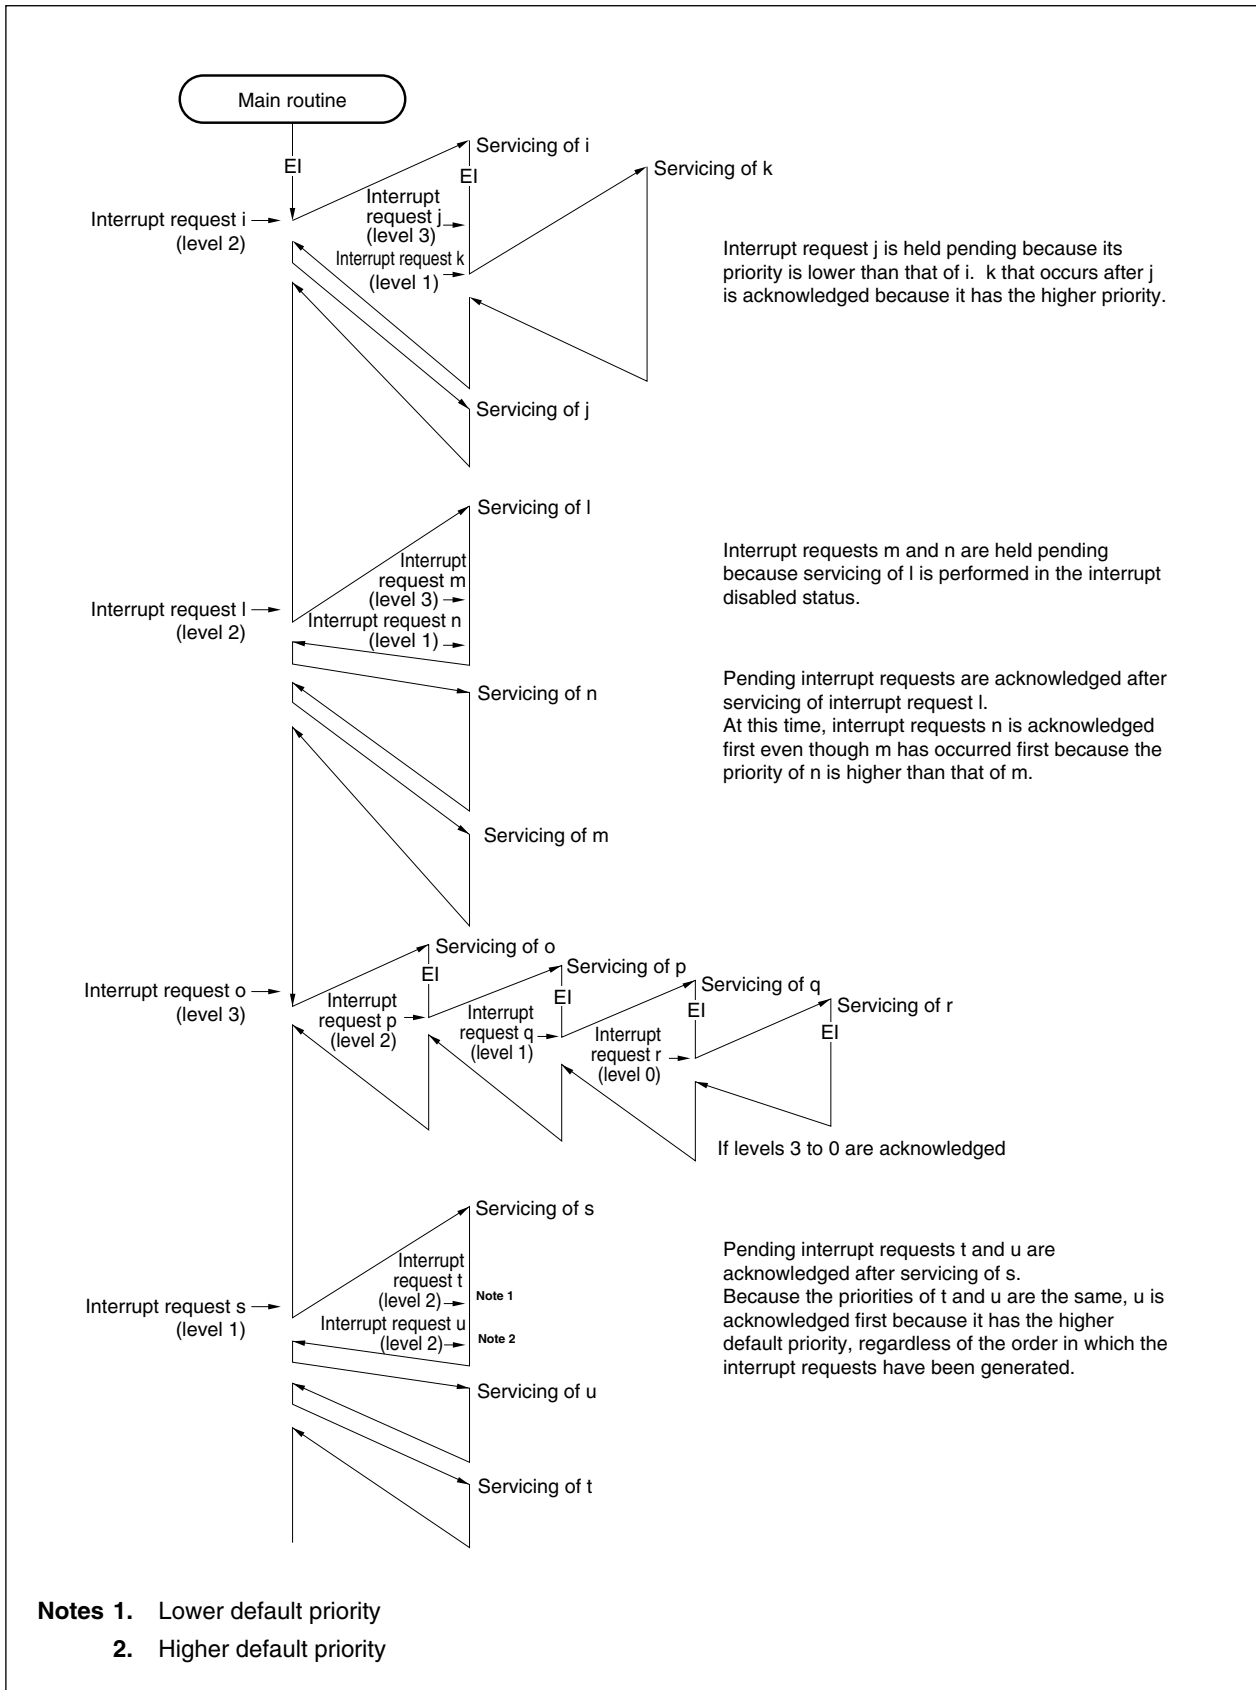 Main routine
EI
Servicing of i
EI
Servicing of k
Interrupt request i
(level 2)
Interrupt
request j
(level 3)
Interrupt request k
(level 1)
Interrupt request j is held pending because its
priority is lower than that of i.  k that occurs after j
is acknowledged because it has the higher priority.
Servicing of j
Servicing of l
Interrupt request l
(level 2)
Interrupt
request m
(level 3)
Interrupt request n
(level 1)
Interrupt requests m and n are held pending
because servicing of l is performed in the interrupt
disabled status.
Servicing of n
Pending interrupt requests are acknowledged after
servicing of interrupt request l.
At this time, interrupt requests n is acknowledged
first even though m has occurred first because the
priority of n is higher than that of m.
Servicing of m
Servicing of o
EI
Servicing of p
EI
Servicing of q
EI
Servicing of r
EI
Interrupt request o
(level 3)
Interrupt
request p
(level 2)
Interrupt
request q
(level 1)
Interrupt
request r
(level 0)
If levels 3 to 0 are acknowledged
Servicing of s
Interrupt request s
(level 1)
Interrupt
request t
(level 2)
Note 1
Interrupt request u
(level 2)
Note 2
Pending interrupt requests t and u are
acknowledged after servicing of s.
Because the priorities of t and u are the same, u is
acknowledged first because it has the higher
default priority, regardless of the order in which the
interrupt requests have been generated.
Servicing of u
Servicing of t
Notes 1. Lower default priority
2. Higher default priority